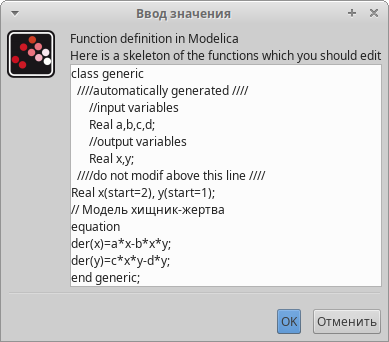 Ввод значения
Function definition in Modelica
Here is a skeleton of the functions which you should edit
class generic
////automatically generated ////
//input variables
Real a,b,c,d;
//output variables
Real x,y;
////do not modif above this line ////
Real x(start=2), y(start=1);
// Модель хищник-жертва
equation
der(x)=a*x-b*x*y;
der(y)=c*x*y-d*y;
end generic;
OK
Отменить